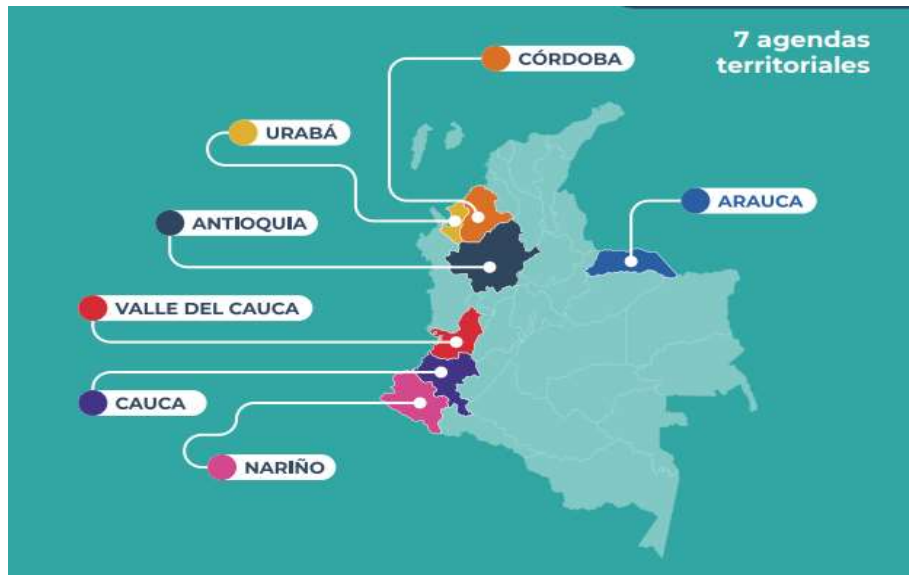 7 agendas
territoriales
CÓRDOBA
URABÁ
ARAUCA
ANTIOQUIA
VALLE DEL CAUCA
CAUCA
NARIÑO